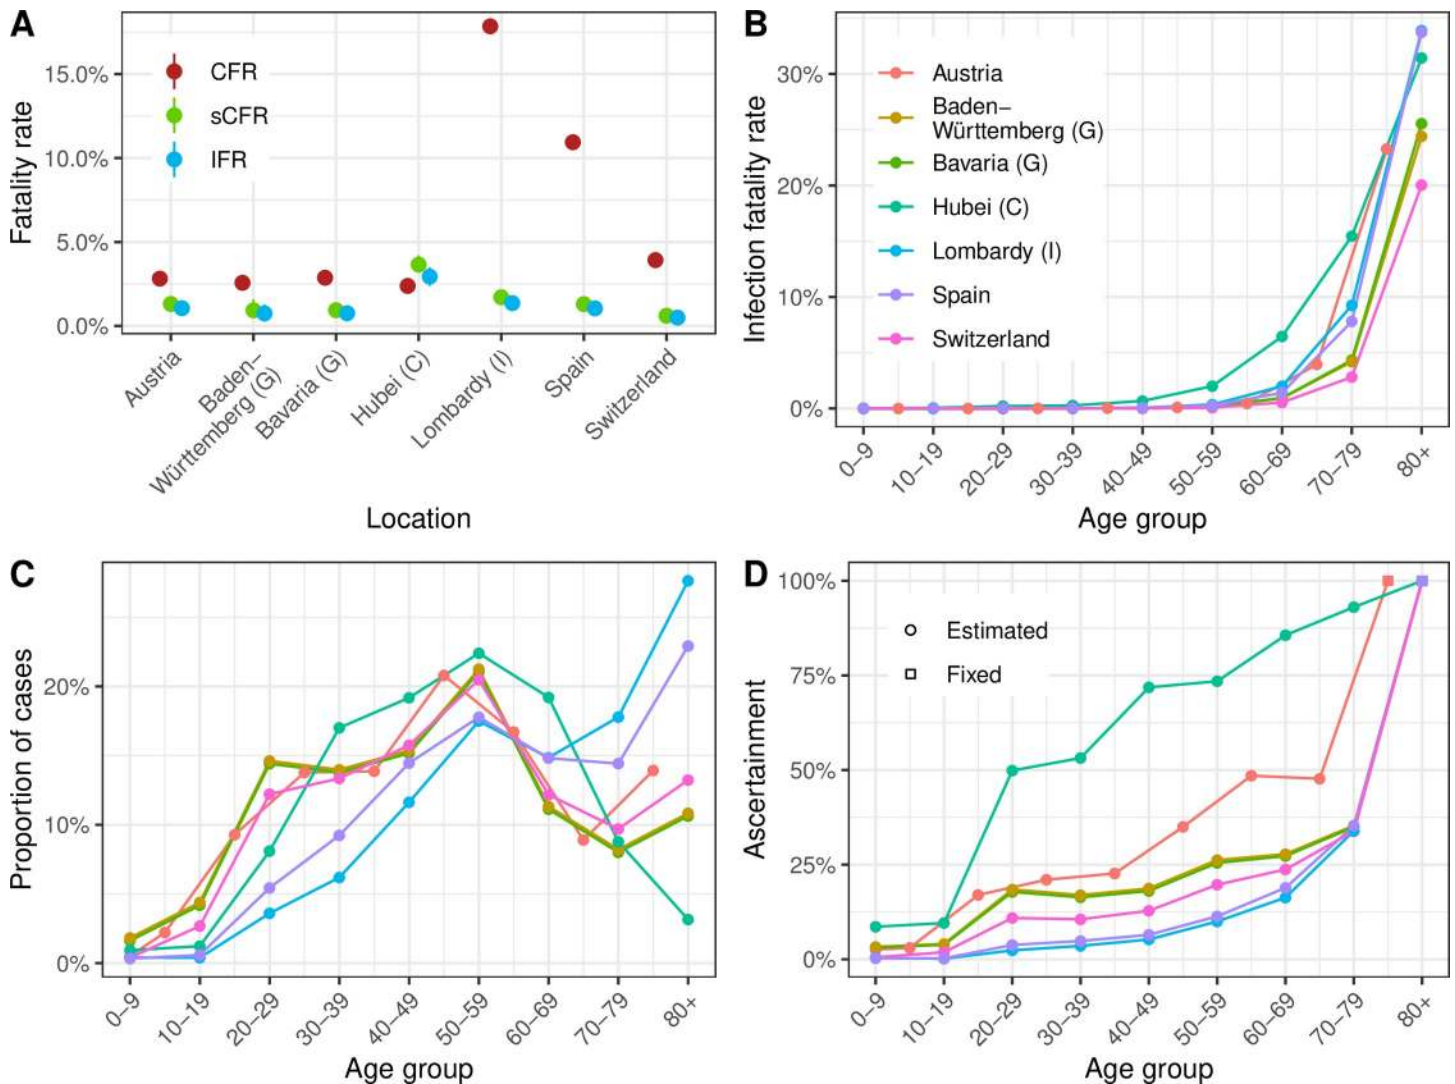 A
Fatality rate
15.0%
10.0%
5.0%
0.0%
CFR
sCFR
IFR
Austria
Baden−
Württemberg (G)
Bavaria (G)
Hubei (C)
Lombardy (I)
Spain
Switzerland
Location
B
Infection fatality rate
30%
20%
10%
0%
Austria
Baden−
Württemberg (G)
Bavaria (G)
Hubei (C)
Lombardy (I)
Spain
Switzerland
0−9
10−19
20−29
30−39
40−49
50−59
60−69
70−79
80+
Age group
C
Proportion of cases
20%
10%
0%
0−9
10−19
20−29
30−39
40−49
50−59
60−69
70−79
80+
Age group
D
Ascertainment
100%
75%
50%
25%
0%
Estimated
Fixed
0−9
10−19
20−29
30−39
40−49
50−59
60−69
70−79
80+
Age group